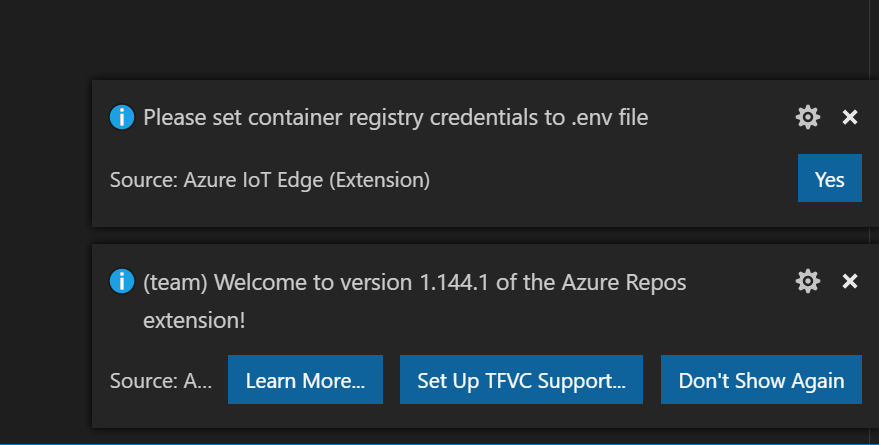 Please set container registry credentials to .env file
Source: Azure IoT Edge (Extension)
Yes
(team) Welcome to version 1.144.1 of the Azure Repos
extension!
Source: A...
Learn More...
Set Up TFVC Support...
Don't Show Again